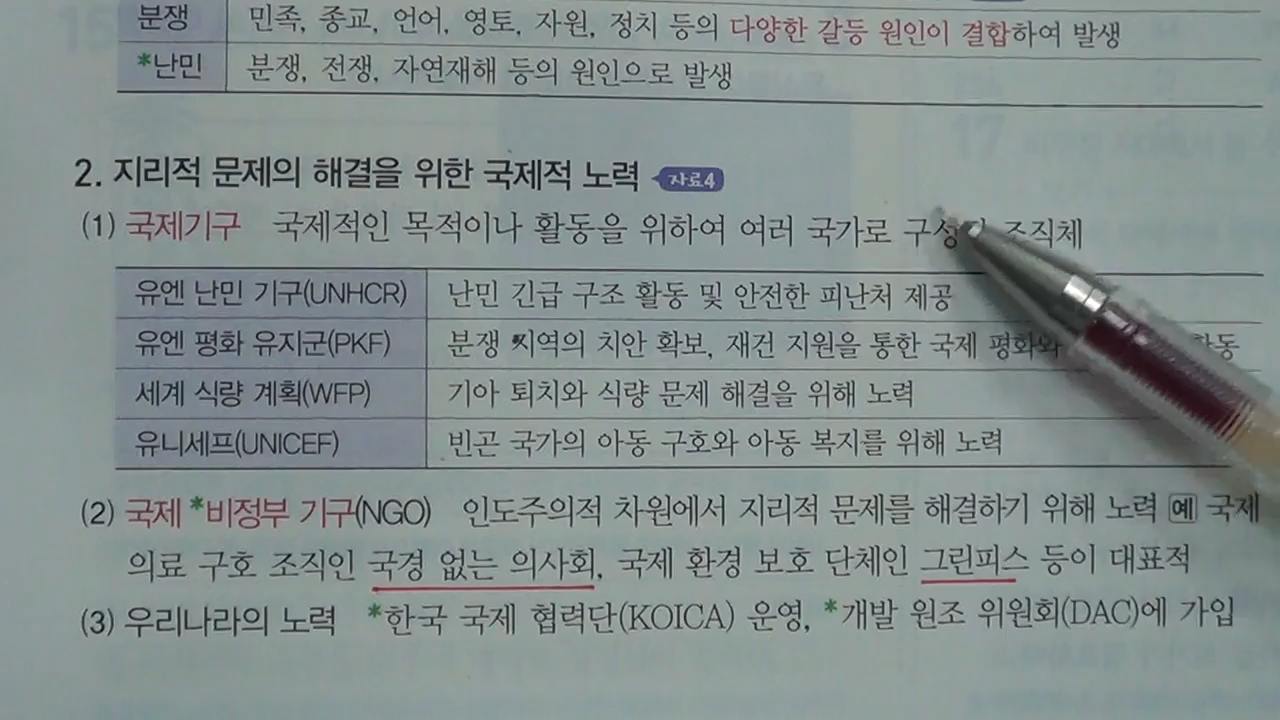 분쟁 민족, 종교, 언어, 영토, 자원, 정치 등의 다양한 갈등 원인이 결합하여 발생
*난민 분쟁, 전쟁, 자연재해 등의 원인으로 발생
2. 지리적 문제의 해결을 위한 국제적 노력 자료4
(1) 국제기구 국제적인 목적이나 활동을 위하여 여러 국가로 조직체
유엔 난민 기구(UNHCR) 난민 긴급 구조 활동 및 안전한 피난처 제공
유엔 평화 유지군(PKF) 분쟁 지역의 치안 확보, 재건 지원을 통한 국제 평화와
세계 식량 계획(WFP) 기아 퇴치와 식량 문제 해결을 위해 노력
유니세프(UNICEF) 빈곤 국가의 아동 구호와 아동 복지를 위해 노력
(2) 국제 *비정부 기구(NGO) 인도주의적 차원에서 지리적 문제를 해결하기 위해 노력 예 국제
의료 구호 조직인 국경 없는 의사회, 국제 환경 보호 단체인 그린피스 등이 대표적
(3) 우리나라의 노력 *한국 국제 협력단(KOICA) 운영, *개발 원조 위원회(DAC)에 가입